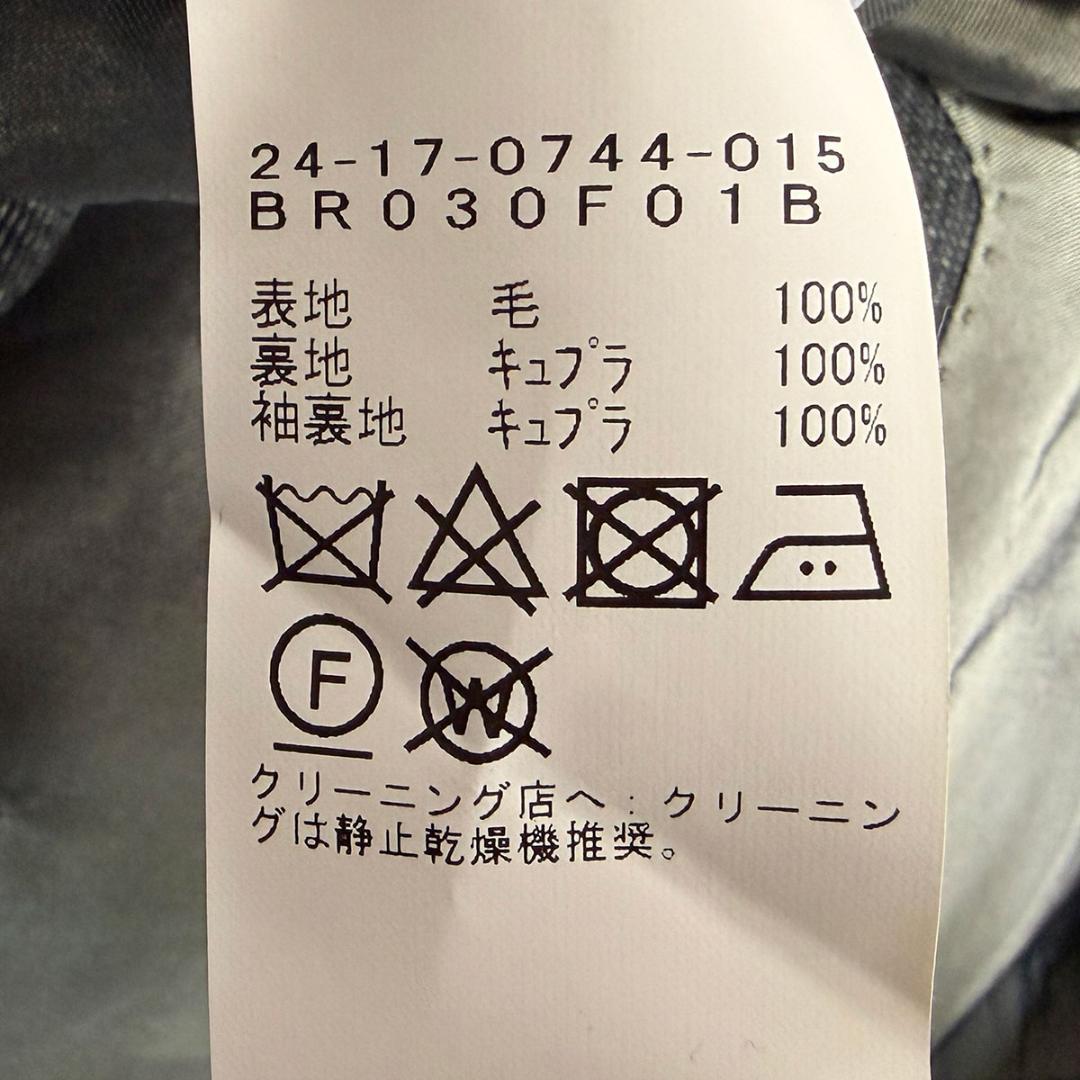 24-17-0744-015
BR030F01B
表地 毛 100%
裏地 キュプラ 100%
袖裏地 キュプラ 100%
F W
クリーニング店へ：クリーニン
グは静止乾燥機推奨。